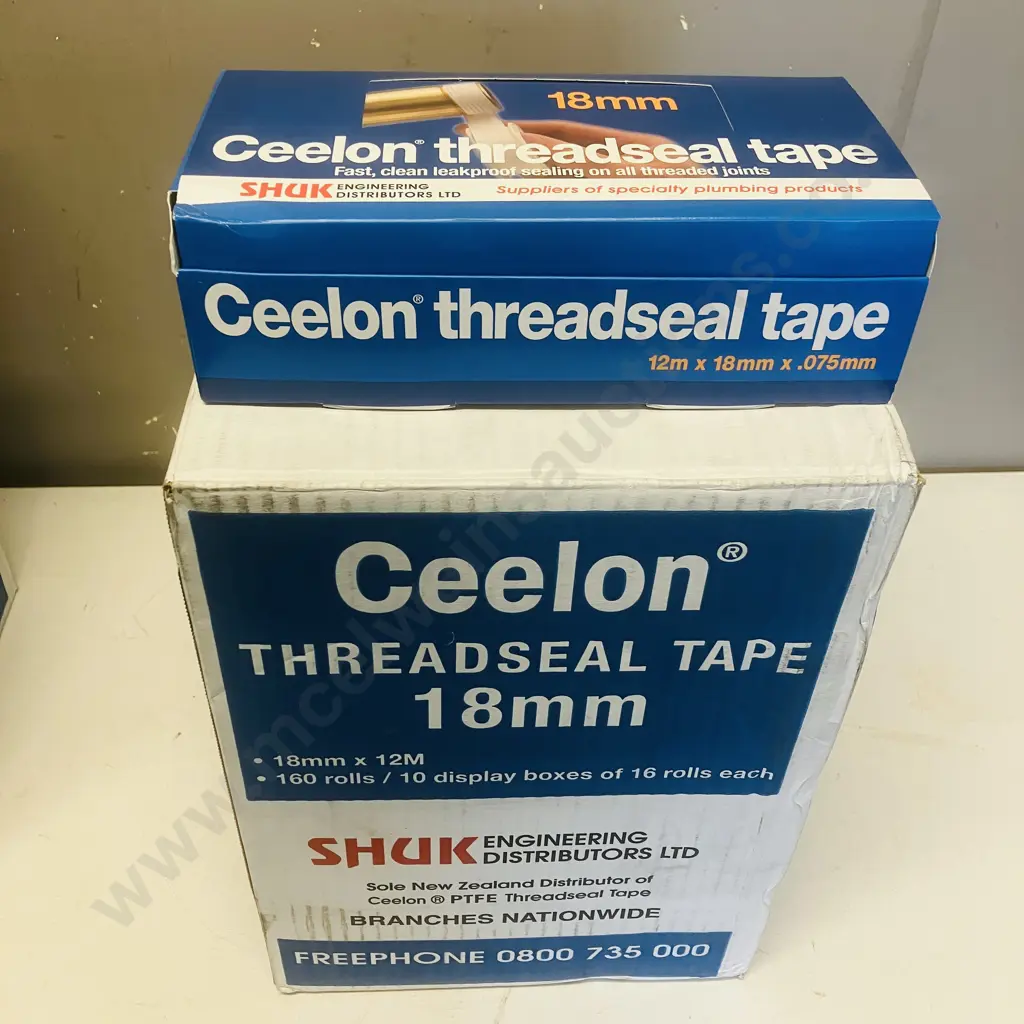 18mm
Ceelon® threadseal tape
Fast, clean leakproof sealing on all threaded joints
SHUK ENGINEERING DISTRIBUTORS LTD Suppliers of specialty plumbing products
Ceelon® threadseal tape
12m x 18mm x .075mm
Ceelon®
THREADSEAL TAPE
18mm
• 18mm x 12M
• 160 rolls / 10 display boxes of 16 rolls each
SHUK ENGINEERING DISTRIBUTORS LTD
Sole New Zealand Distributor of
Ceelon ® PTFE Threadseal Tape
BRANCHES NATIONWIDE
FREEPHONE 0800 735 000